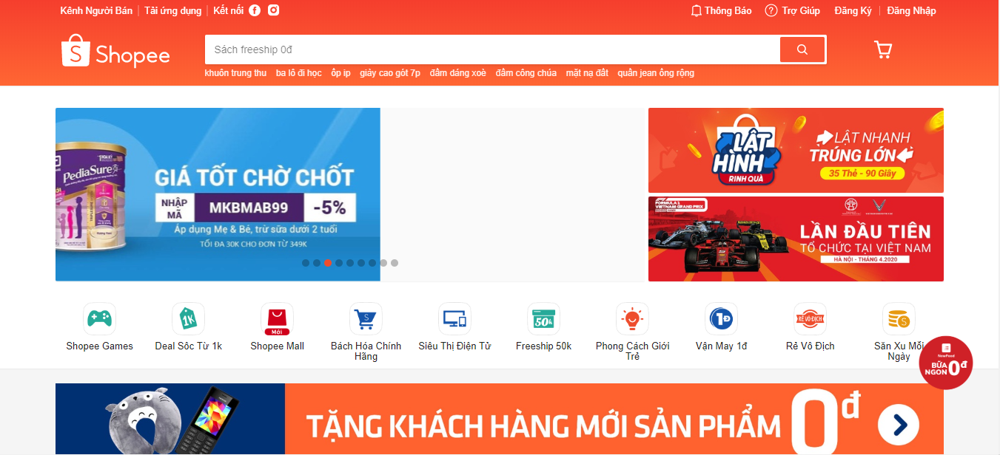 Kênh Người Bán
Tải ứng dụng
Kết nối
Thông Báo
Trợ Giúp
Đăng Ký
Đăng Nhập
Shopee
Sách freeship 0đ
khuôn trung thu
ba lô đi học
ốp ip
giày cao gót 7p
đầm dáng xoè
đầm công chúa
mặt nạ đất
quần jean ống rộng
PediaSure
GIÁ TỐT CHỜ CHỐT
NHẬP MÃ
MKBMAB99
-5%
Áp dụng Mẹ & Bé, trừ sữa dưới 2 tuổi
TỐI ĐA 30K CHO ĐƠN TỪ 349K
LẬT
HÌNH
RINH QUÀ
LẬT NHANH
TRÚNG LỚN
35 Thẻ - 90 Giây
FORMULA 1
VIETNAM GRAND PRIX
LẦN ĐẦU TIÊN
TỔ CHỨC TẠI VIỆT NAM
HÀ NỘI - THÁNG 4.2020
1K
Mới
50k
1Đ
RẺ VÔ ĐỊCH
Shopee Games
Deal Sốc Từ 1k
Shopee Mall
Bách Hóa Chính
Hãng
Siêu Thị Điện Tử
Freeship 50k
Phong Cách Giới
Trẻ
Vận May 1đ
Rẻ Vô Địch
Săn Xu Mỗi
Ngày
NowFood
BỮA
NGON
0đ
TẶNG KHÁCH HÀNG MỚI SẢN PHẨM 0đ